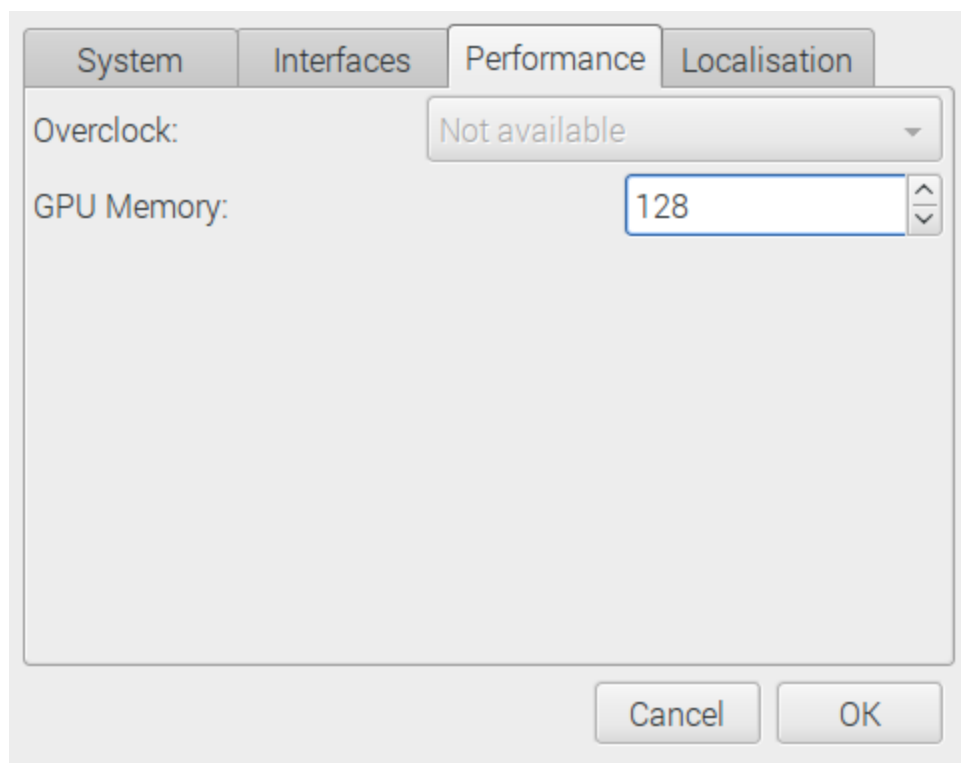 System Interfaces Performance Localisation
Overclock: Not available
GPU Memory: 128
Cancel OK